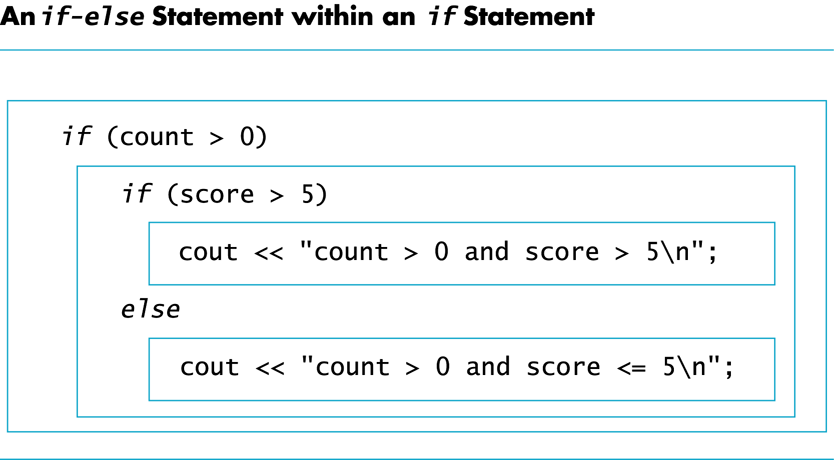 An if-else Statement within an if Statement
if (count > 0)
if (score > 5)
cout << "count > 0 and score > 5\n";
else
cout << "count > 0 and score <= 5\n";